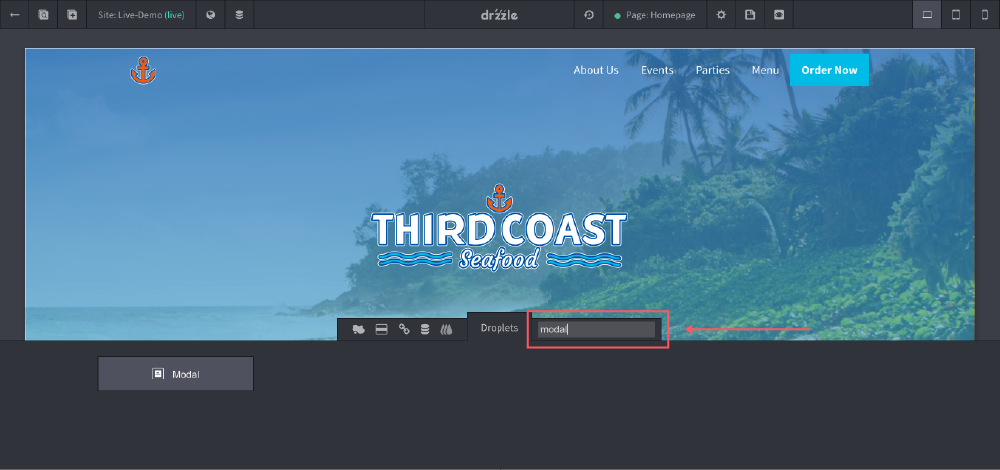 Site: Live-Demo (live)
drzzle
Page: Homepage
About Us
Events
Parties
Menu
Order Now
THIRD COAST
Seafood
Droplets
modal
Modal